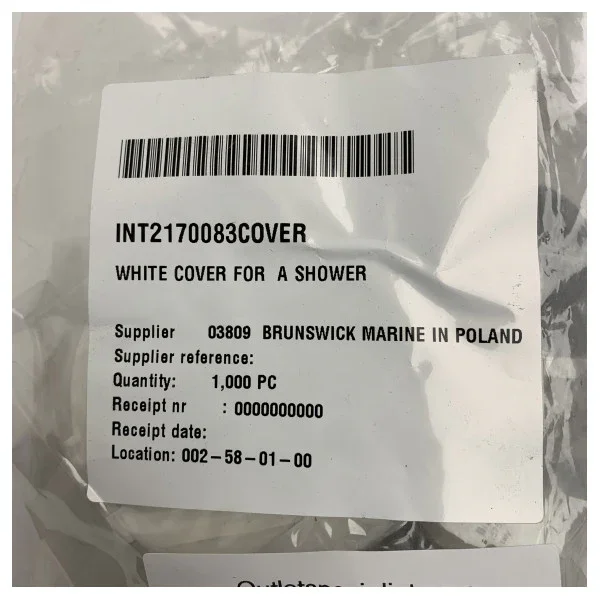 INT2170083COVER
WHITE COVER FOR A SHOWER
Supplier 03809 BRUNSWICK MARINE IN POLAND
Supplier reference:
Quantity: 1,000 PC
Receipt nr : 0000000000
Receipt date:
Location: 002-58-01-00